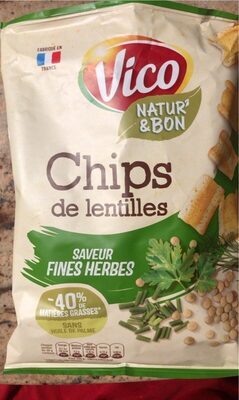 FABRIQUÉ EN
FRANCE
Vico
NATUR'
&BON
Chips
de lentilles
SAVEUR
FINES HERBES
-40% DE
MATIÈRES GRASSES*
SANS
HUILE DE PALME